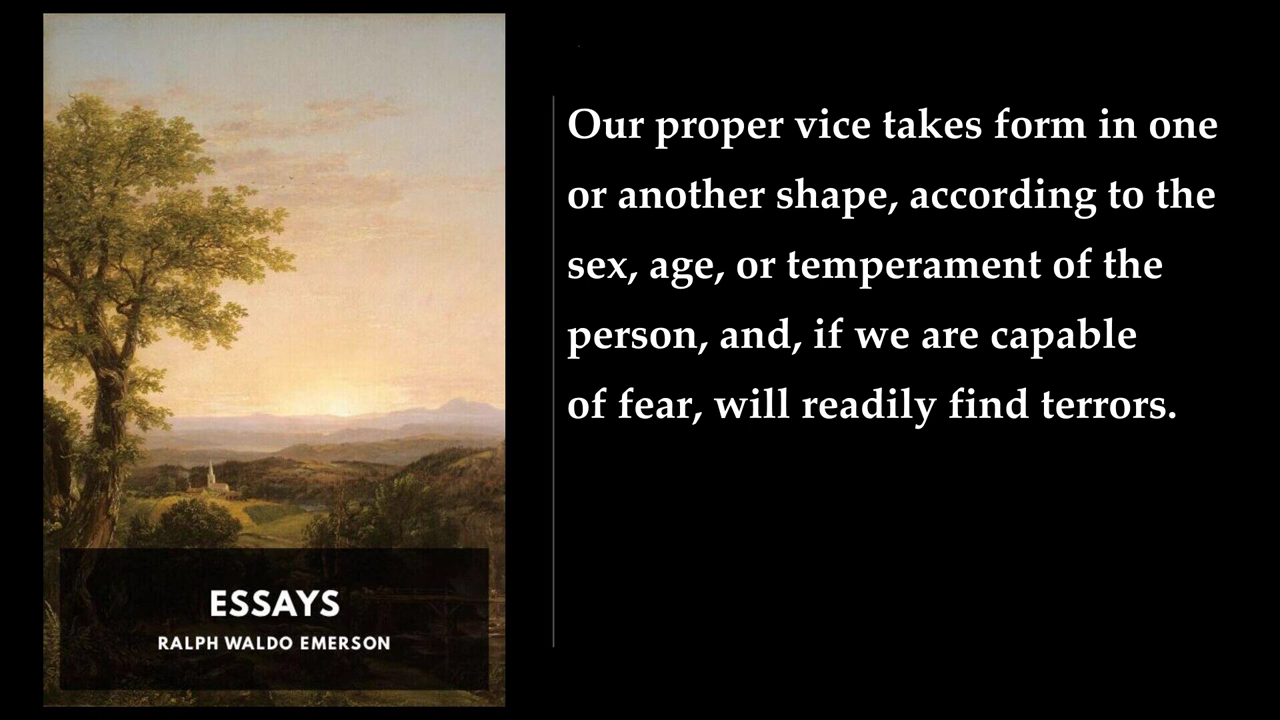 ESSAYS
RALPH WALDO EMERSON
Our proper vice takes form in one
or another shape, according to the
sex, age, or temperament of the
person, and, if we are capable
of fear, will readily find terrors.